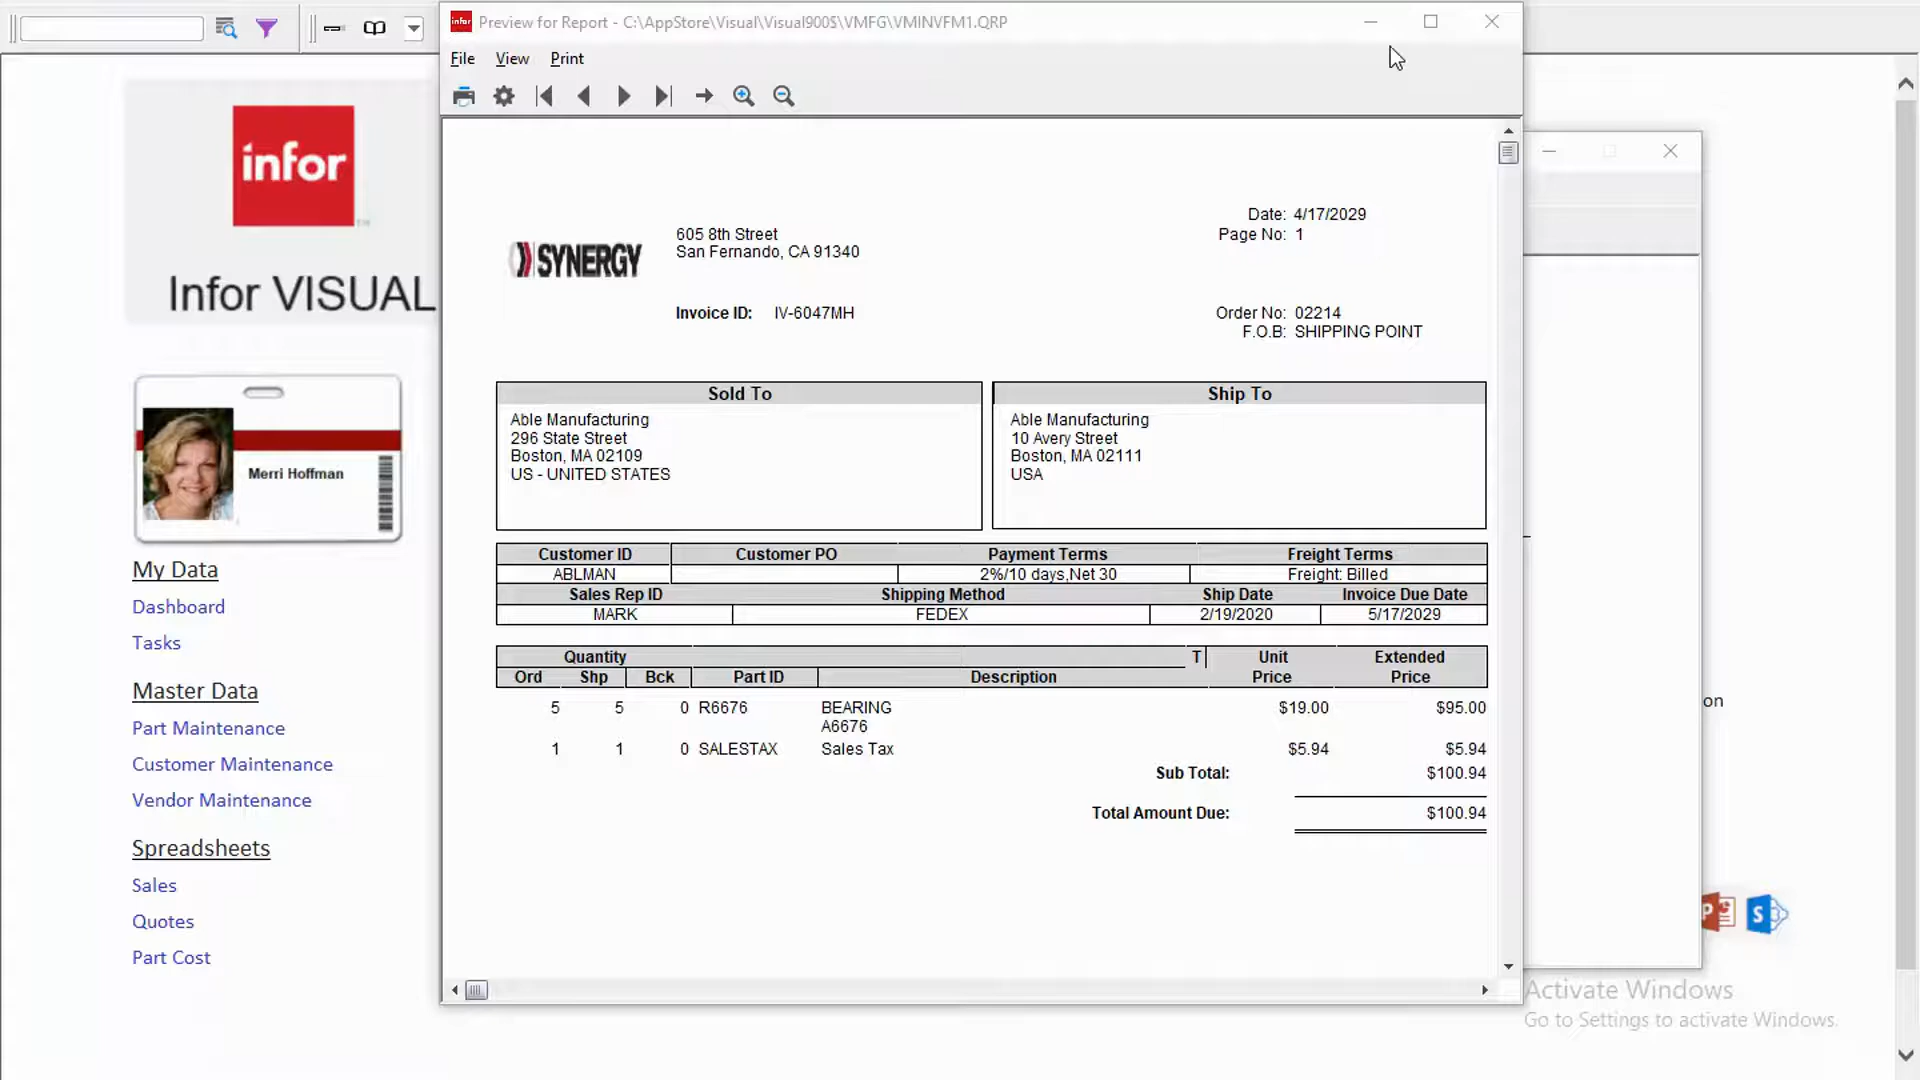 infor Preview for Report - C:\AppStore\Visual\Visual900$\VMFG\VMINVFM1.QRP
File View Print
infor
Infor VISUAL
Merri Hoffman
My Data
Dashboard
Tasks
Master Data
Part Maintenance
Customer Maintenance
Vendor Maintenance
Spreadsheets
Sales
Quotes
Part Cost
SYNERGY
605 8th Street
San Fernando, CA 91340
Date: 4/17/2029
Page No: 1
Invoice ID: IV-6047MH
Order No: 02214
F.O.B: SHIPPING POINT
Sold To
Able Manufacturing
296 State Street
Boston, MA 02109
US - UNITED STATES
Ship To
Able Manufacturing
10 Avery Street
Boston, MA 02111
USA
Customer ID Customer PO Payment Terms Freight Terms
ABLMAN 2%/10 days,Net 30 Freight: Billed
Sales Rep ID Shipping Method Ship Date Invoice Due Date
MARK FEDEX 2/19/2020 5/17/2029
Quantity T Unit Extended
Ord Shp Bck Part ID Description Price Price
5 5 0 R6676 BEARING $19.00 $95.00
A6676
1 1 0 SALESTAX Sales Tax $5.94 $5.94
Sub Total: $100.94
Total Amount Due: $100.94
on
P S
Activate Windows
Go to Settings to activate Windows.